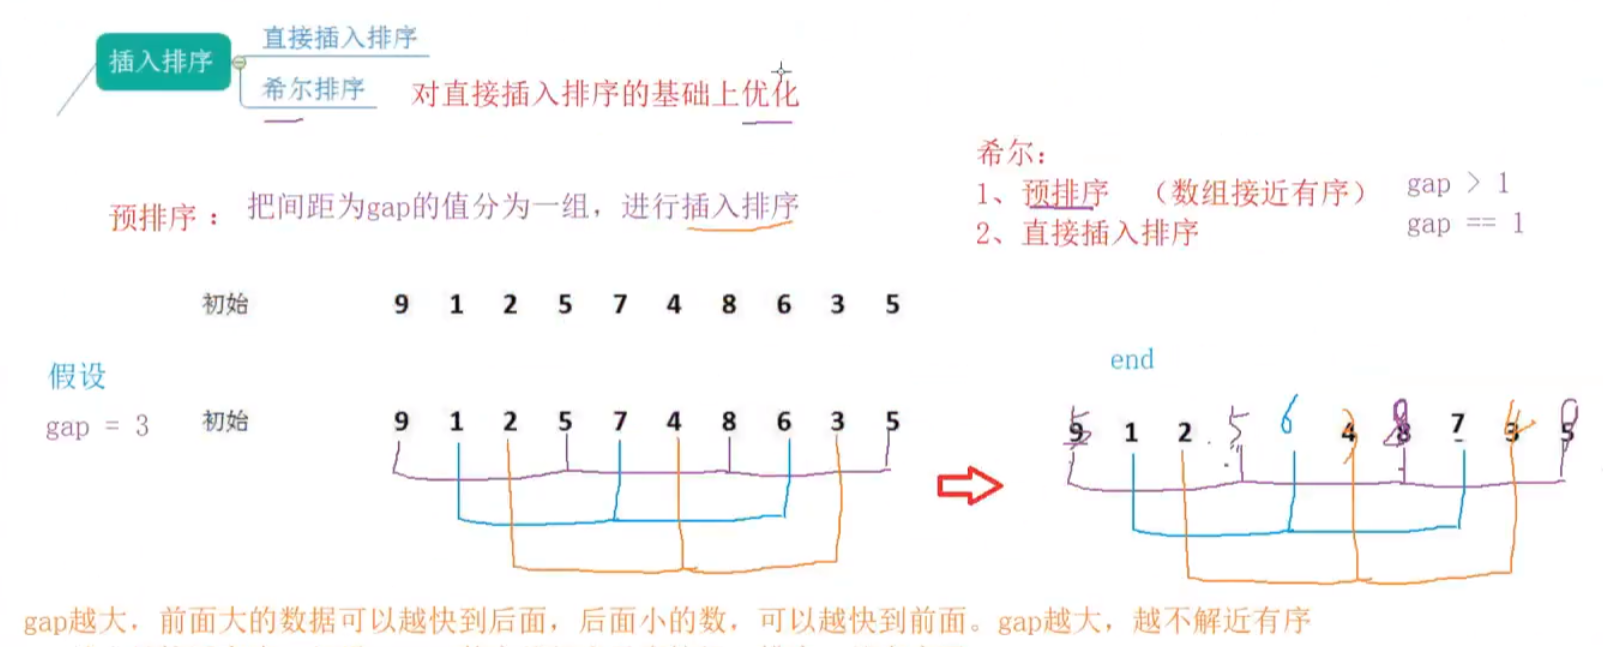 插入排序
直接插入排序
希尔排序
对直接插入排序的基础上优化
预排序： 把间距为gap的值分为一组，进行插入排序
希尔：
1、预排序 （数组接近有序） gap > 1
2、直接插入排序 gap == 1
初始 9 1 2 5 7 4 8 6 3 5
假设
gap = 3 初始 9 1 2 5 7 4 8 6 3 5
end
5 1 2 5 6 3 8 7 4 9
gap越大，前面大的数据可以越快到后面，后面小的数，可以越快到前面。gap越大，越不解近有序